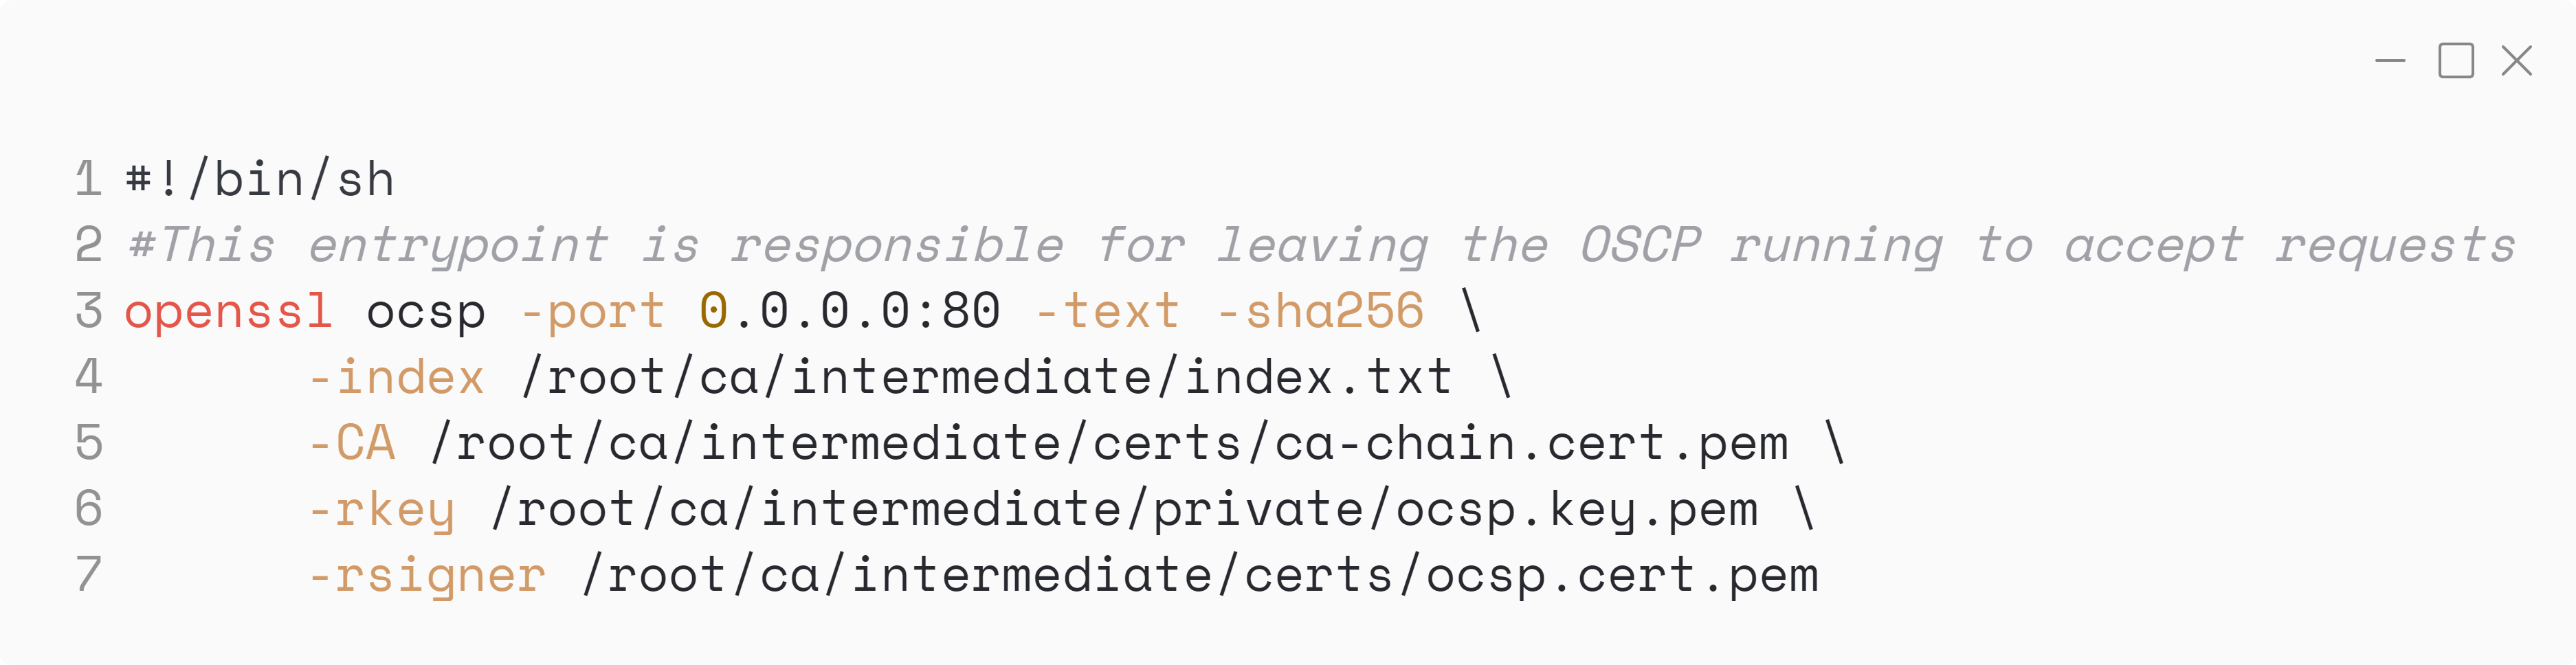 1 #!/bin/sh
2 #This entrypoint is responsible for leaving the OSCP running to accept requests
3 openssl ocsp -port 0.0.0.0:80 -text -sha256 \
4       -index /root/ca/intermediate/index.txt \
5       -CA /root/ca/intermediate/certs/ca-chain.cert.pem \
6       -rkey /root/ca/intermediate/private/ocsp.key.pem \
7       -rsigner /root/ca/intermediate/certs/ocsp.cert.pem